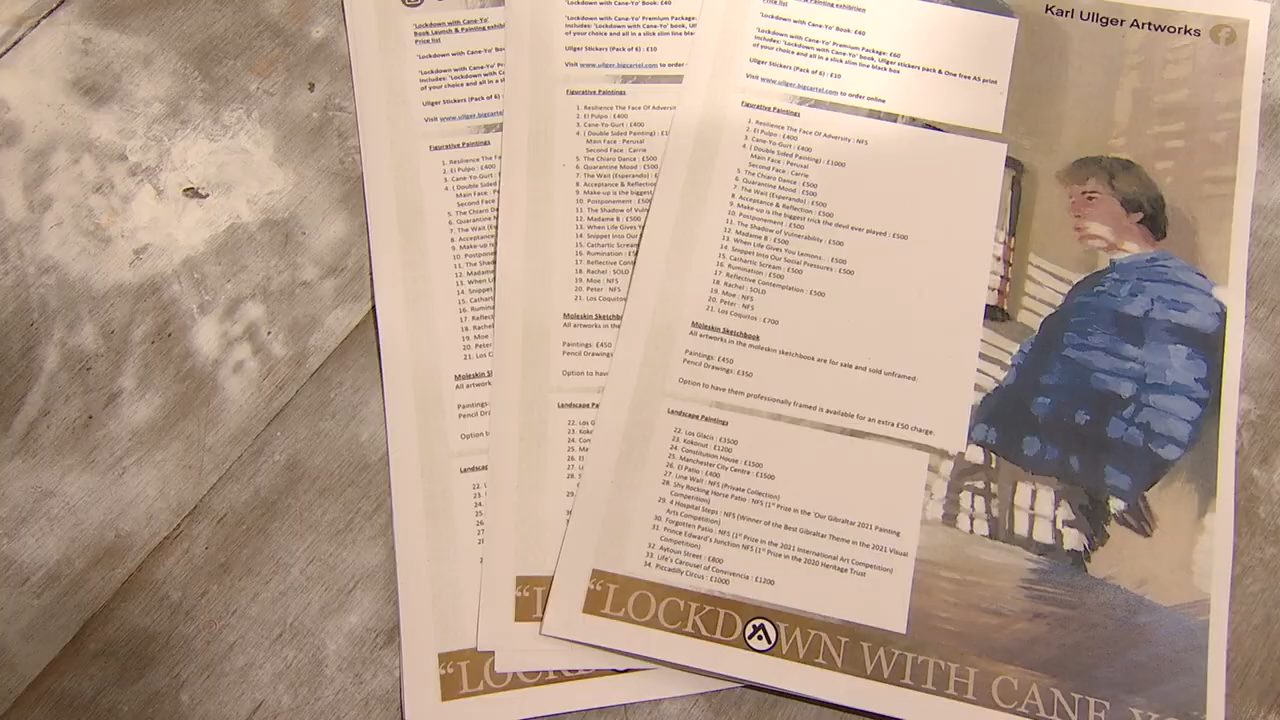 Karl Ullger Artworks
& Painting exhibition
Price list
'Lockdown with Cane-Yo' Book: £40
'Lockdown with Cane-Yo' Premium Package: £60
Includes: 'Lockdown with Cane-Yo' book, Ullger stickers pack & One free A5 print
of your choice and all in a slick slim line black box
Ullger Stickers (Pack of 6) : £10
Visit www.ullger.bigcartel.com to order online
Figurative Paintings
1. Resilience The Face Of Adversity : NFS
2. El Pulpo : £400
3. Cane-Yo-Gurt : £400
4. ( Double Sided Painting) : £1000
Main Face : Perusal
Second Face : Carrie
5. The Chiaro Dance : £500
6. Quarantine Mood : £500
7. The Wait (Esperando) : £500
8. Acceptance & Reflection : £500
9. Make-up is the biggest trick the devil ever played : £500
10. Postponement : £500
11. The Shadow of Vulnerability : £500
12. Madame B : £500
13. When Life Gives You Lemons.. : £500
14. Snippet Into Our Social Pressures : £500
15. Cathartic Scream : £500
16. Rumination : £500
17. Reflective Contemplation : £500
18. Rachel : SOLD
19. Moe : NFS
20. Peter : NFS
21. Los Coquitos : £700
Moleskin Sketchbook
All artworks in the moleskin sketchbook are for sale and sold unframed.
Paintings: £450
Pencil Drawings: £350
Option to have them professionally framed is available for an extra £50 charge.
Landscape Paintings
22. Los Glacis : £3500
23. Kokonut : £1200
24. Constitution House : £1500
25. Manchester City Centre : £1500
26. El Patio : £400
27. Line Wall : NFS (Private Collection)
28. Shy Rocking Horse Patio : NFS (1st Prize in the 'Our Gibraltar 2021 Painting
Competition)
29. 4 Hospital Steps : NFS (Winner of the Best Gibraltar Theme in the 2021 Visual
Arts Competition)
30. Forgotten Patio : NFS (1st Prize in the 2021 International Art Competition)
31. Prince Edward's Junction NFS (1st Prize in the 2020 Heritage Trust
Competition)
32. Aytoun Street : £800
33. Life's Carousel of Convivencia : £1200
34. Piccadilly Circus : £1000
"LOCKDOWN WITH CANE-YO